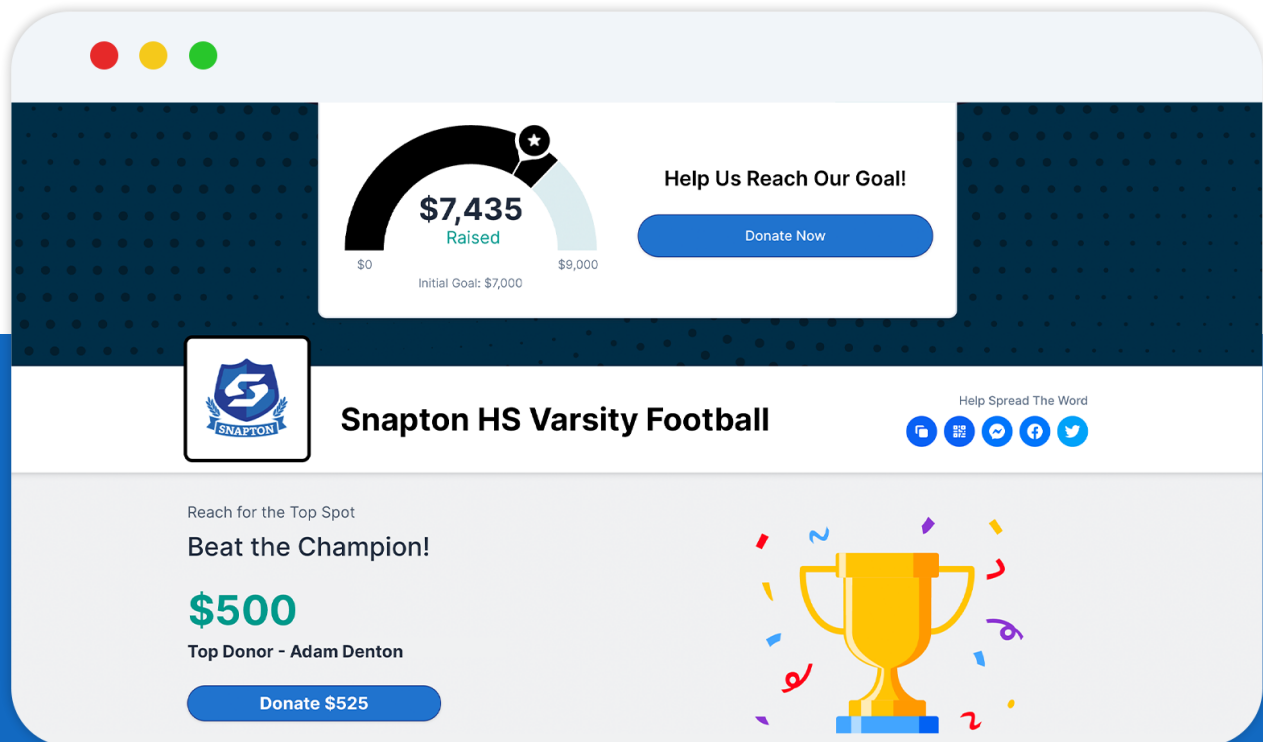 $7,435
Raised
$0
$9,000
Initial Goal: $7,000
Help Us Reach Our Goal!
Donate Now
SNAPTON
Snapton HS Varsity Football
Help Spread The Word
Reach for the Top Spot
Beat the Champion!
$500
Top Donor - Adam Denton
Donate $525